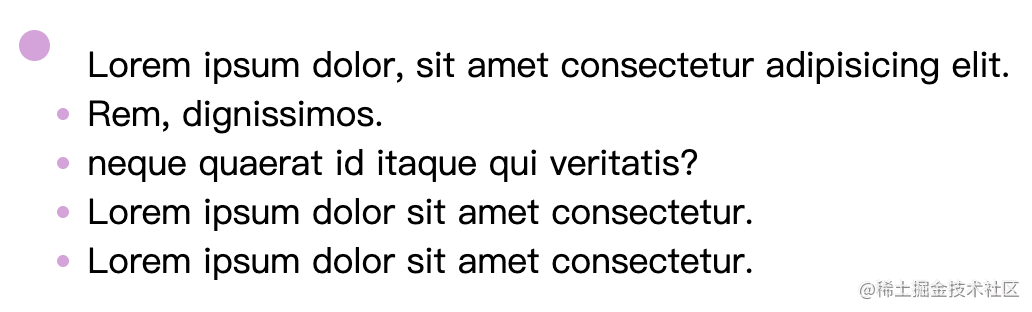 Lorem ipsum dolor, sit amet consectetur adipisicing elit.
Rem, dignissimos.
neque quaerat id itaque qui veritatis?
Lorem ipsum dolor sit amet consectetur.
Lorem ipsum dolor sit amet consectetur.
@稀土掘金技术社区